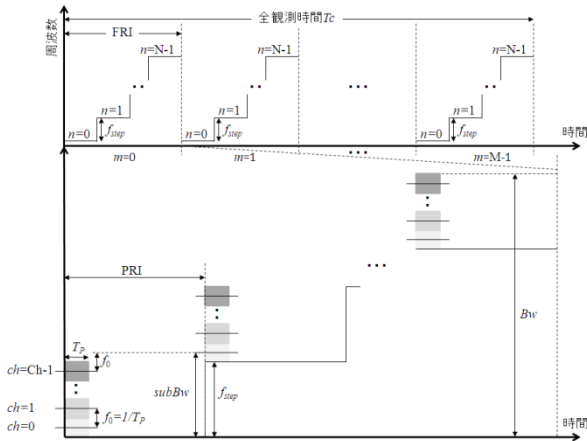 全観測時間Tc
周波数
FRI
n=N-1
n=N-1
n=N-1
n=1
n=1
n=1
n=0
f_step
n=0
f_step
n=0
f_step
時間
m=0
m=1
m=M-1
PRI
Bw
T_P
f_0
ch=Ch-1
subBw
f_step
ch=1
f_0=1/T_P
ch=0
時間